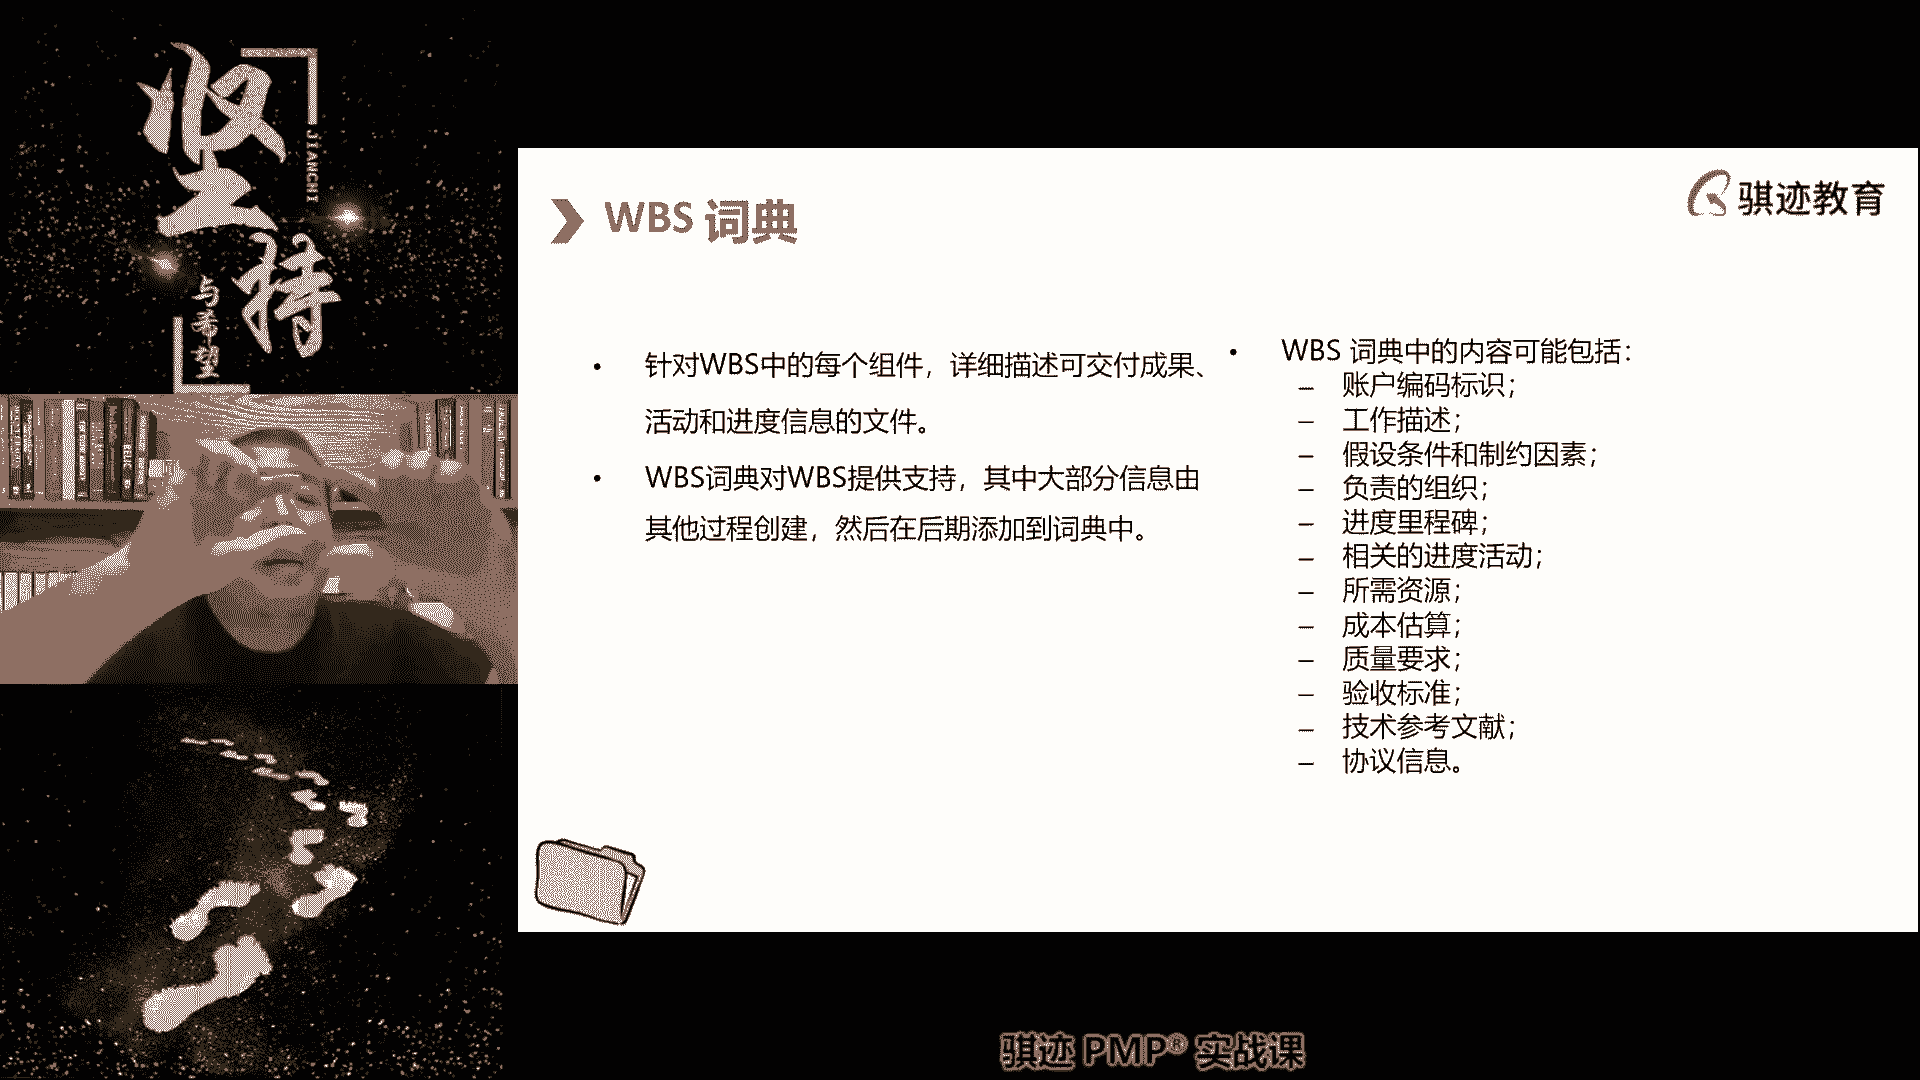 坚持
JIANCHI
与希望
骐迹教育
WBS 词典
• 针对WBS中的每个组件，详细描述可交付成果、
活动和进度信息的文件。
• WBS词典对WBS提供支持，其中大部分信息由
其他过程创建，然后在后期添加到词典中。
• WBS 词典中的内容可能包括：
– 账户编码标识；
– 工作描述；
– 假设条件和制约因素；
– 负责的组织；
– 进度里程碑；
– 相关的进度活动；
– 所需资源；
– 成本估算；
– 质量要求；
– 验收标准；
– 技术参考文献；
– 协议信息。
骐迹 PMP® 实战课